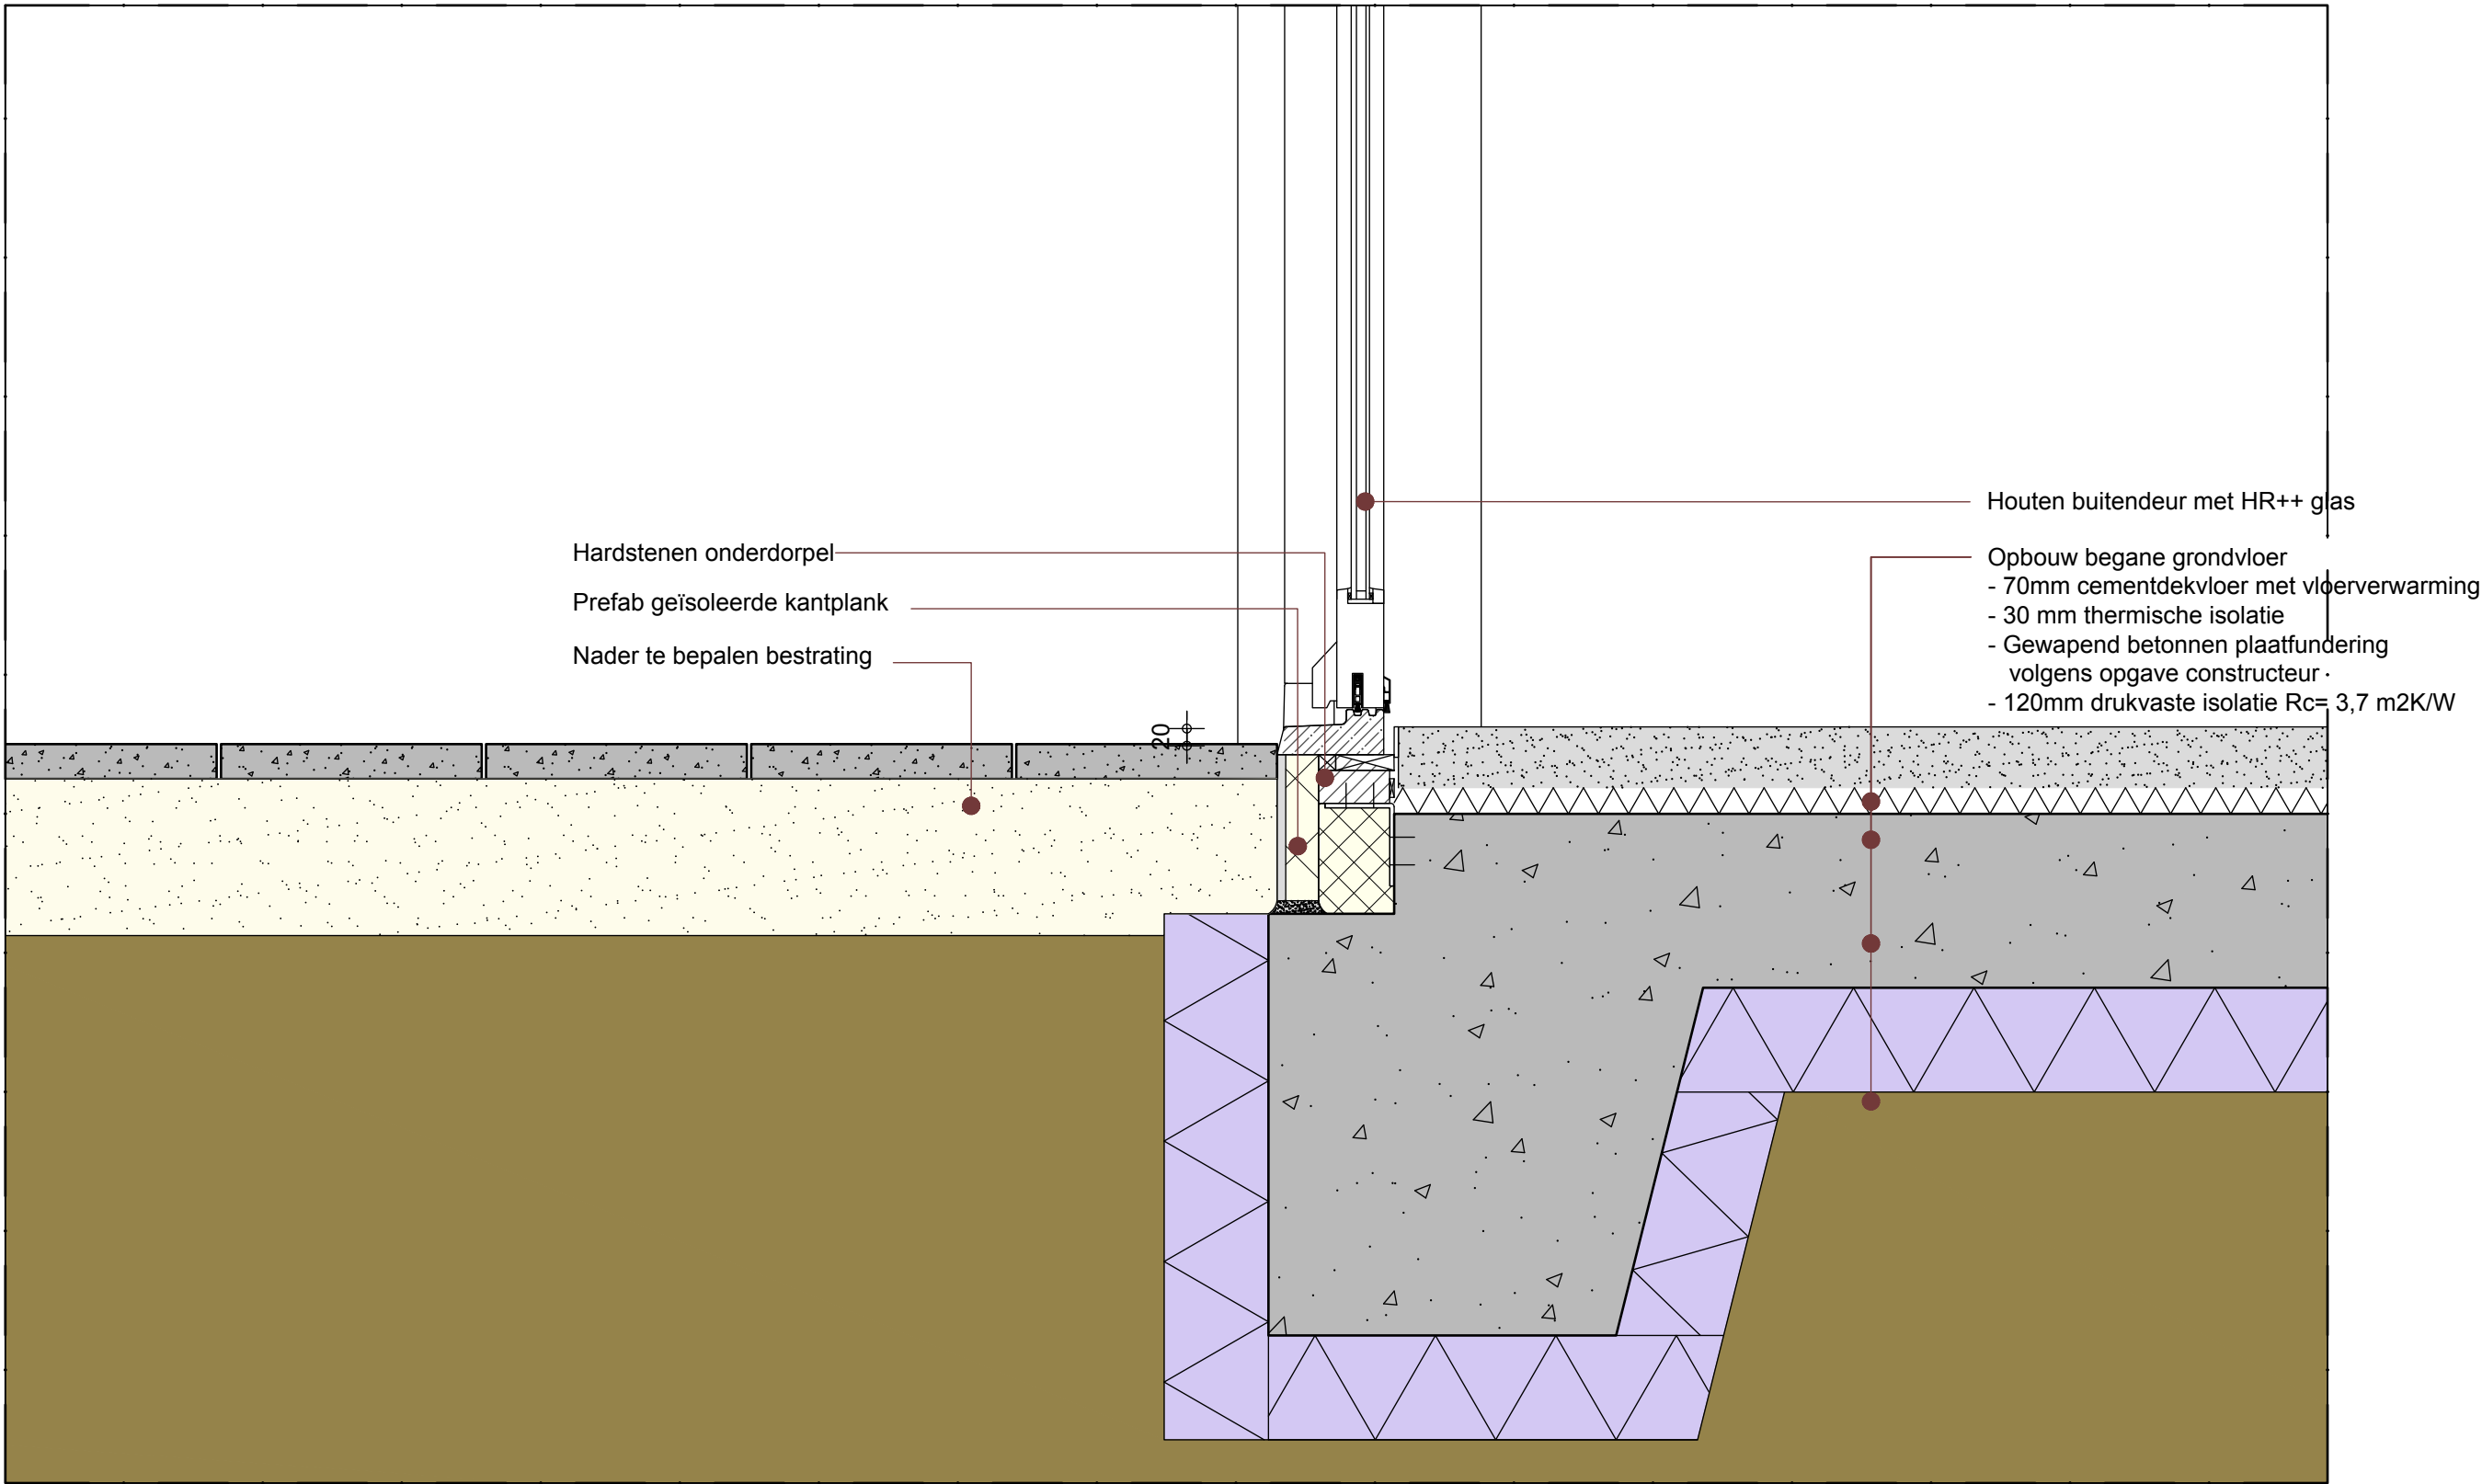 Houten buitendeur met HR++ glas
Hardstenen onderdorpel
Prefab geïsoleerde kantplank
Nader te bepalen bestrating
Opbouw begane grondvloer
- 70mm cementdekvloer met vloerverwarming
- 30 mm thermische isolatie
- Gewapend betonnen plaatfundering
volgens opgave constructeur
- 120mm drukvaste isolatie Rc= 3,7 m2K/W
20